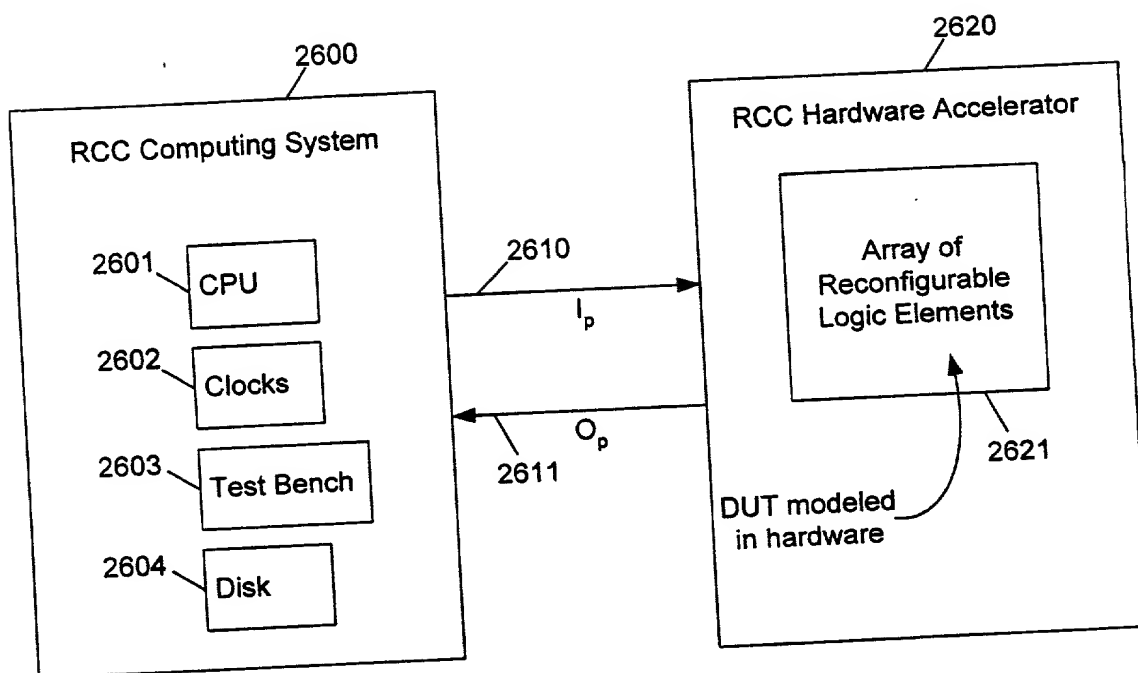 2600
RCC Computing System
2601
CPU
2602
Clocks
2603
Test Bench
2604
Disk
2610
Ip
Op
2611
2620
RCC Hardware Accelerator
Array of
Reconfigurable
Logic Elements
2621
DUT modeled
in hardware